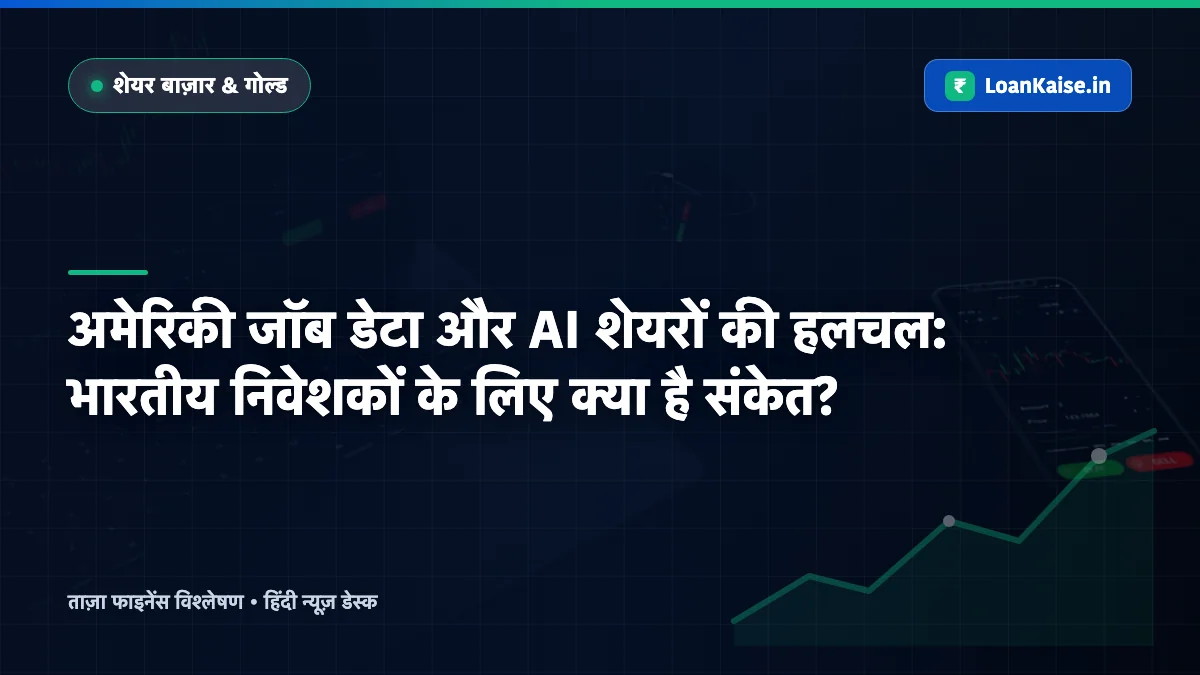 शेयर बाज़ार & गोल्ड
₹ LoanKaise.in
अमेरिकी जॉब डेटा और AI शेयरों की हलचल:
भारतीय निवेशकों के लिए क्या है संकेत?
ताज़ा फाइनेंस विश्लेषण • हिंदी न्यूज़ डेस्क